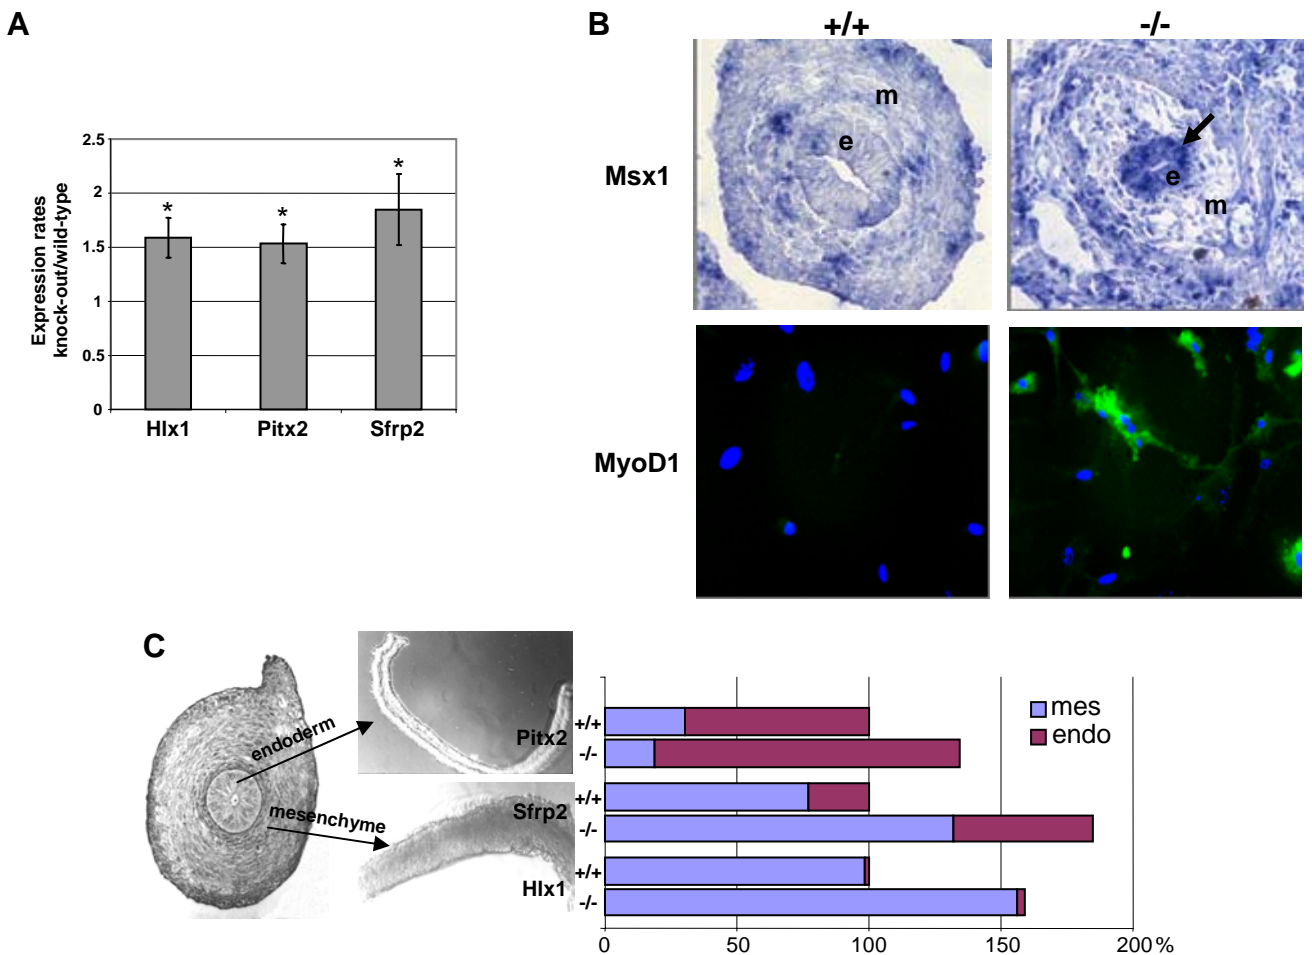 A
2.5
2
1.5
1
0.5
0
Expression rates
knock-out/wild-type
*
*
*
Hlx1 Pitx2 Sfrp2
B
+/+ -/-
Msx1
m
e
e
m
MyoD1
C
endoderm
mesenchyme
Pitx2
Sfrp2
Hlx1
+/+
-/-
+/+
-/-
+/+
-/-
mes
endo
0 50 100 150 200 %